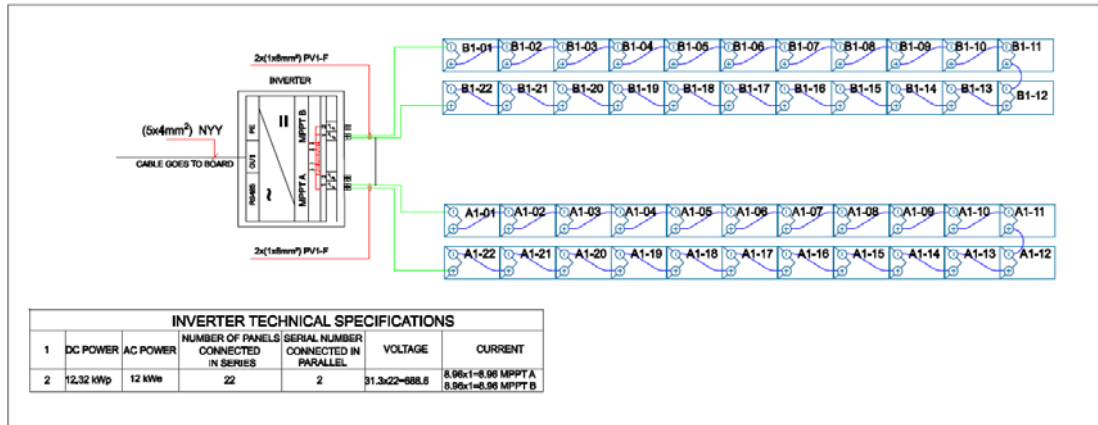 B1-01 B1-02 B1-03 B1-04 B1-05 B1-06 B1-07 B1-08 B1-09 B1-10 B1-11
2x(1x6mm²) PV1-F
INVERTER
B1-22 B1-21 B1-20 B1-19 B1-18 B1-17 B1-16 B1-15 B1-14 B1-13 B1-12
(5x4mm²) NYY
CABLE GOES TO BOARD
PE
OUT
RS485
=
~
MPPT B
MPPT A
A1-01 A1-02 A1-03 A1-04 A1-05 A1-06 A1-07 A1-08 A1-09 A1-10 A1-11
2x(1x6mm²) PV1-F
A1-22 A1-21 A1-20 A1-19 A1-18 A1-17 A1-16 A1-15 A1-14 A1-13 A1-12
INVERTER TECHNICAL SPECIFICATIONS
1 DC POWER AC POWER NUMBER OF PANELS CONNECTED IN SERIES SERIAL NUMBER CONNECTED IN PARALLEL VOLTAGE CURRENT
2 12,32 kWp 12 kWe 22 2 31.3x22=688.6 8.96x1=8.96 MPPT A
8.96x1=8.96 MPPT B